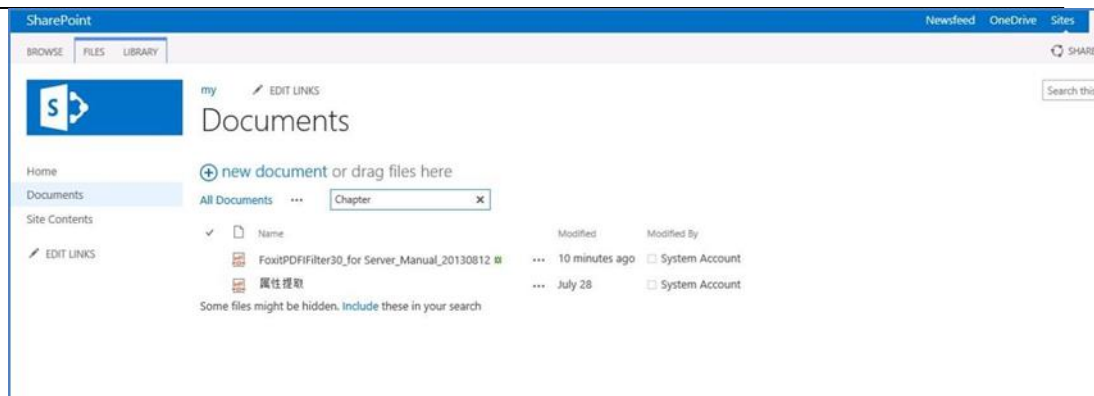 SharePoint Newsfeed OneDrive Sites
BROWSE FILES LIBRARY SHARE
S
my EDIT LINKS Search this
Documents
Home
Documents
Site Contents
EDIT LINKS
new document or drag files here
All Documents ... Chapter
Name Modified Modified By
FoxitPDFIFilter30_for Server_Manual_20130812 ... 10 minutes ago System Account
属性提取 ... July 28 System Account
Some files might be hidden. Include these in your search